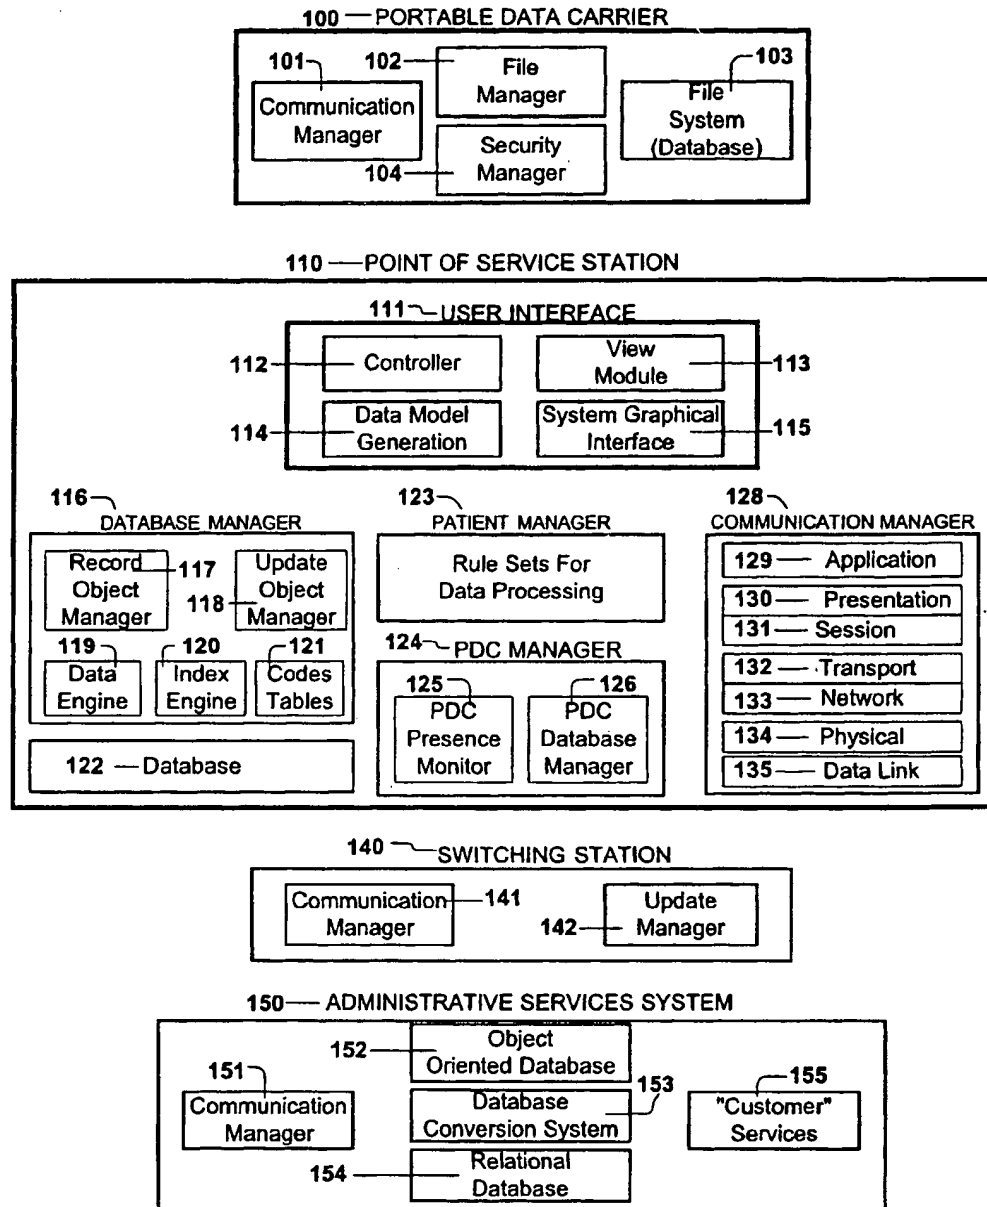 100 — PORTABLE DATA CARRIER
101
102
103
File
Manager
Communication
Manager
File
System
(Database)
104
Security
Manager
110 — POINT OF SERVICE STATION
111 USER INTERFACE
112 Controller
View
Module 113
114 Data Model
Generation
System Graphical
Interface 115
116
DATABASE MANAGER
Record
Object
Manager
117
Update
Object
Manager
118
119
Data
Engine
120
Index
Engine
121
Codes
Tables
122 — Database
123
PATIENT MANAGER
Rule Sets For
Data Processing
124 PDC MANAGER
125
PDC
Presence
Monitor
126
PDC
Database
Manager
128
COMMUNICATION MANAGER
129 — Application
130 — Presentation
131 — Session
132 — Transport
133 — Network
134 — Physical
135 — Data Link
140 SWITCHING STATION
Communication
Manager
141
142
Update
Manager
150 — ADMINISTRATIVE SERVICES SYSTEM
151
Communication
Manager
152
Object
Oriented Database
153
Database
Conversion System
154
Relational
Database
155
"Customer"
Services